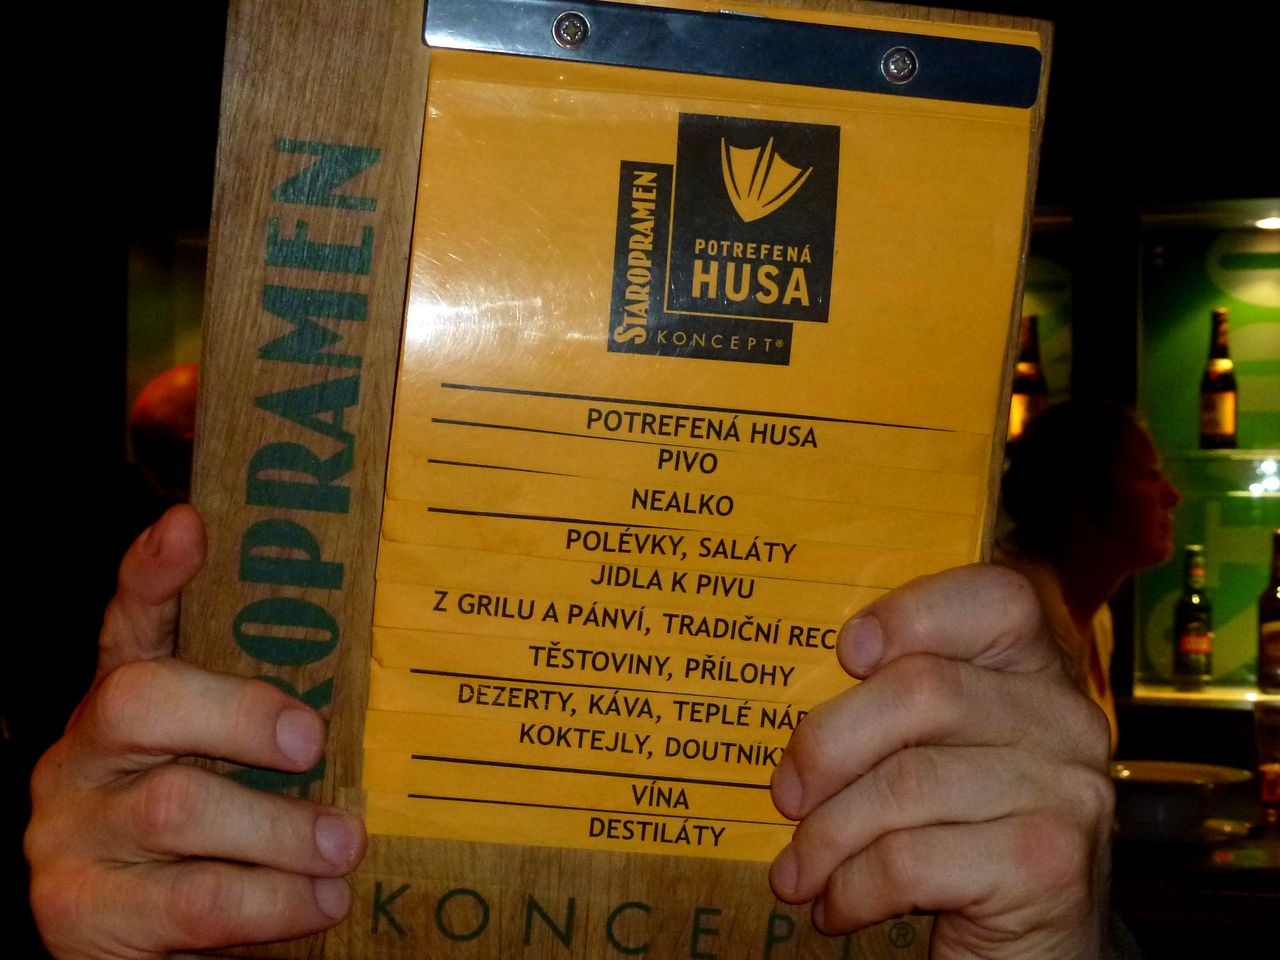 STAROPRAMEN
POTREFENÁ
HUSA
KONCEPT®
POTREFENÁ HUSA
PIVO
NEALKO
POLÉVKY, SALÁTY
JIDLA K PIVU
Z GRILU A PÁNVÍ, TRADIČNÍ
TĚSTOVINY, PŘÍLOHY
DEZERTY, KÁVA, TEPLÉ
KOKTEJLY, DOUTNÍKY
VÍNA
DESTILÁTY
KONCEPT®